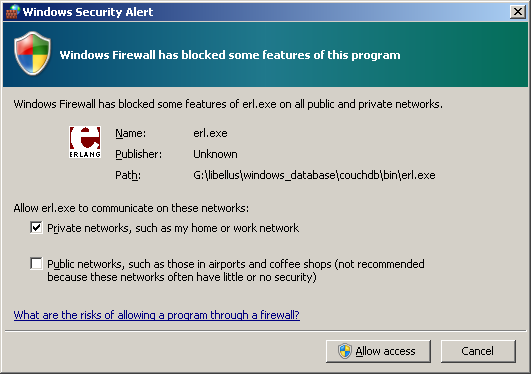 Windows Security Alert
Windows Firewall has blocked some features of this program
Windows Firewall has blocked some features of erl.exe on all public and private networks.
e
ERLANG
Name: erl.exe
Publisher: Unknown
Path: G:\libellus\windows_database\couchdb\bin\erl.exe
Allow erl.exe to communicate on these networks:
Private networks, such as my home or work network
Public networks, such as those in airports and coffee shops (not recommended
because these networks often have little or no security)
What are the risks of allowing a program through a firewall?
Allow access
Cancel